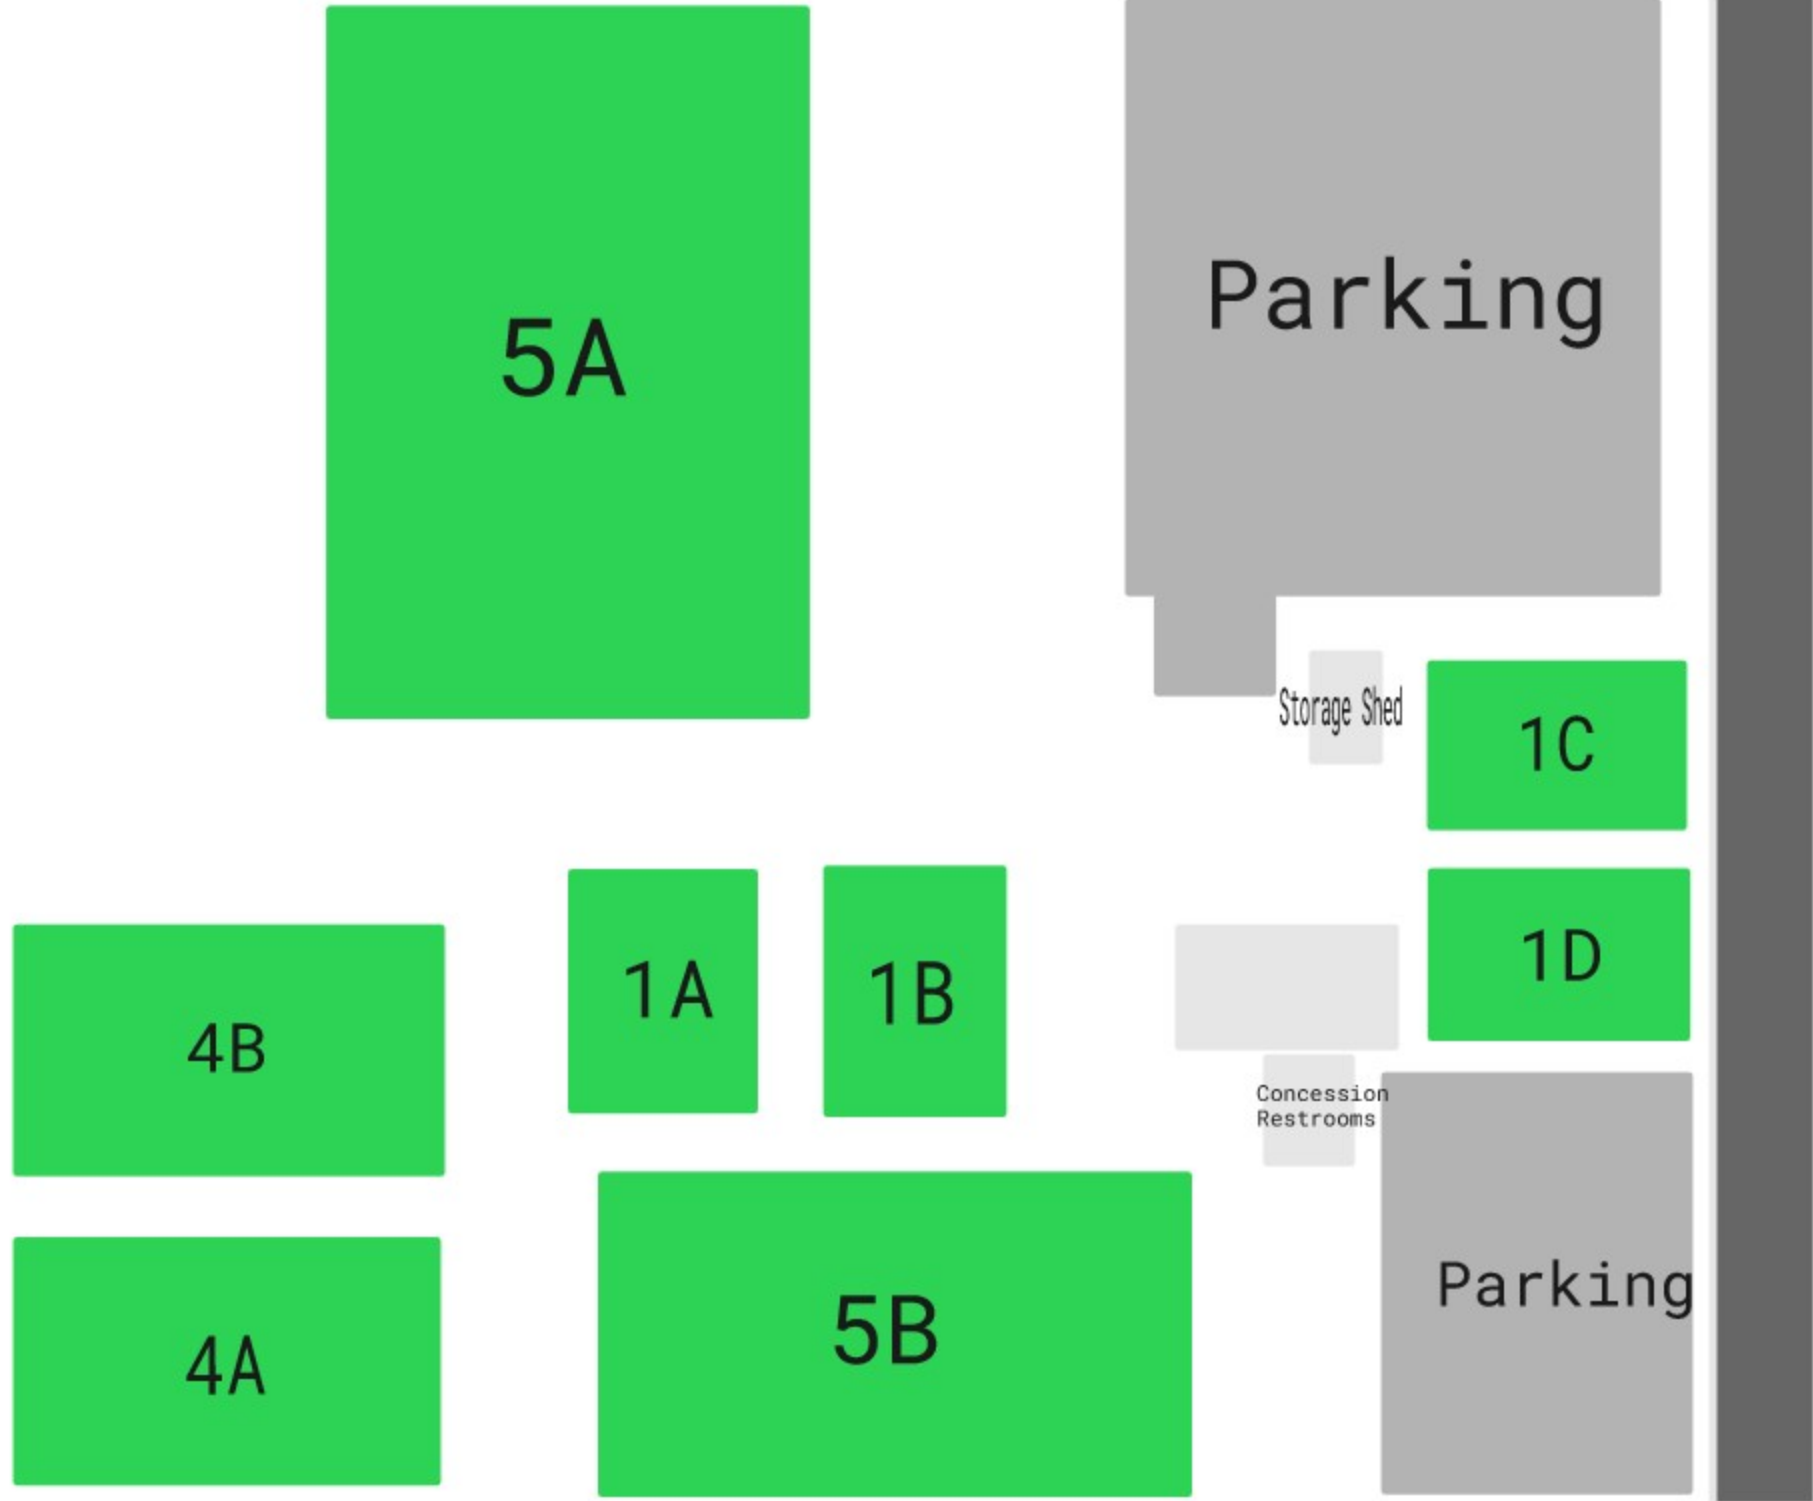 5A
Parking
Storage Shed
1C
1D
1A
1B
4B
Concession
Restrooms
Parking
5B
4A